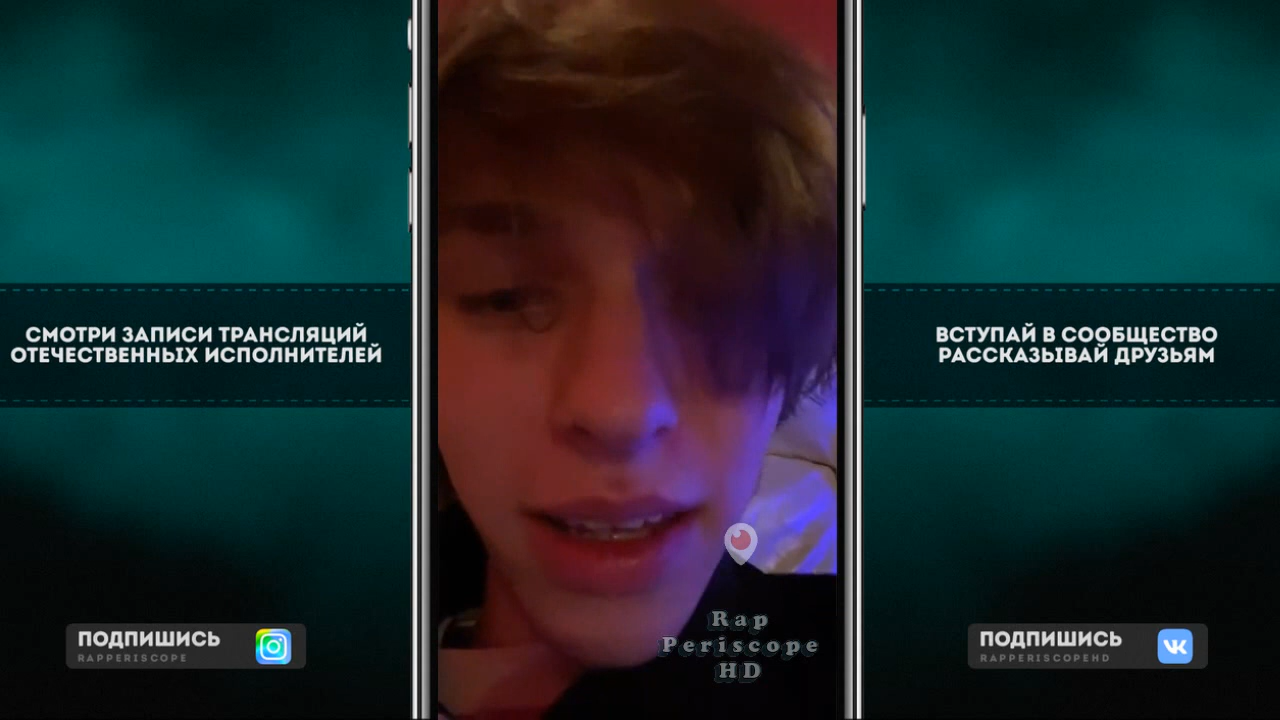 СМОТРИ ЗАПИСИ ТРАНСЛЯЦИЙ
ОТЕЧЕСТВЕННЫХ ИСПОЛНИТЕЛЕЙ
ВСТУПАЙ В СООБЩЕСТВО
РАССКАЗЫВАЙ ДРУЗЬЯМ
Rap
Periscope
HD
ПОДПИШИСЬ
RAPPERISCOPE
ПОДПИШИСЬ
RAPPERISCOPEHD